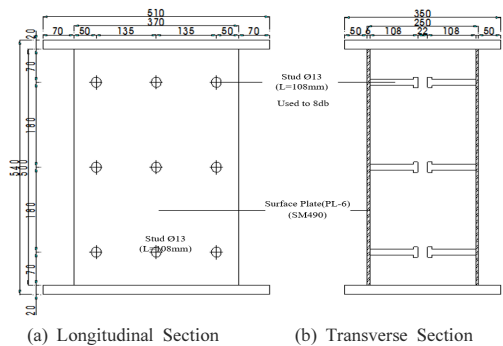 510
370
70 50 135 135 50 70
350
250
50 6 108 22 108 50
20
70
180
180
70
20
540
500
Stud Ø13
(L=108mm)
Used to 8db
Surface Plate(PL-6)
(SM490)
Stud Ø13
(L=108mm)
(a) Longitudinal Section
(b) Transverse Section